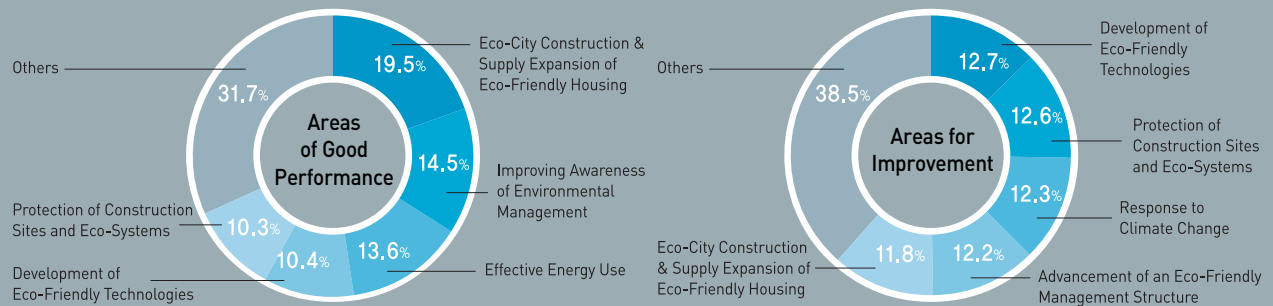 Others
31.7%
19.5%
Eco-City Construction &
Supply Expansion of
Eco-Friendly Housing
Areas
of Good
Performance
14.5%
Improving Awareness
of Environmental
Management
Protection of Construction
Sites and Eco-Systems
10.3%
10.4%
13.6%
Effective Energy Use
Development of
Eco-Friendly Technologies
Others
38.5%
12.7%
Development of
Eco-Friendly
Technologies
Areas for
Improvement
12.6%
Protection of
Construction Sites
and Eco-Systems
12.3%
Response to
Climate Change
Eco-City Construction
& Supply Expansion of
Eco-Friendly Housing
11.8%
12.2%
Advancement of an Eco-Friendly
Management Structure